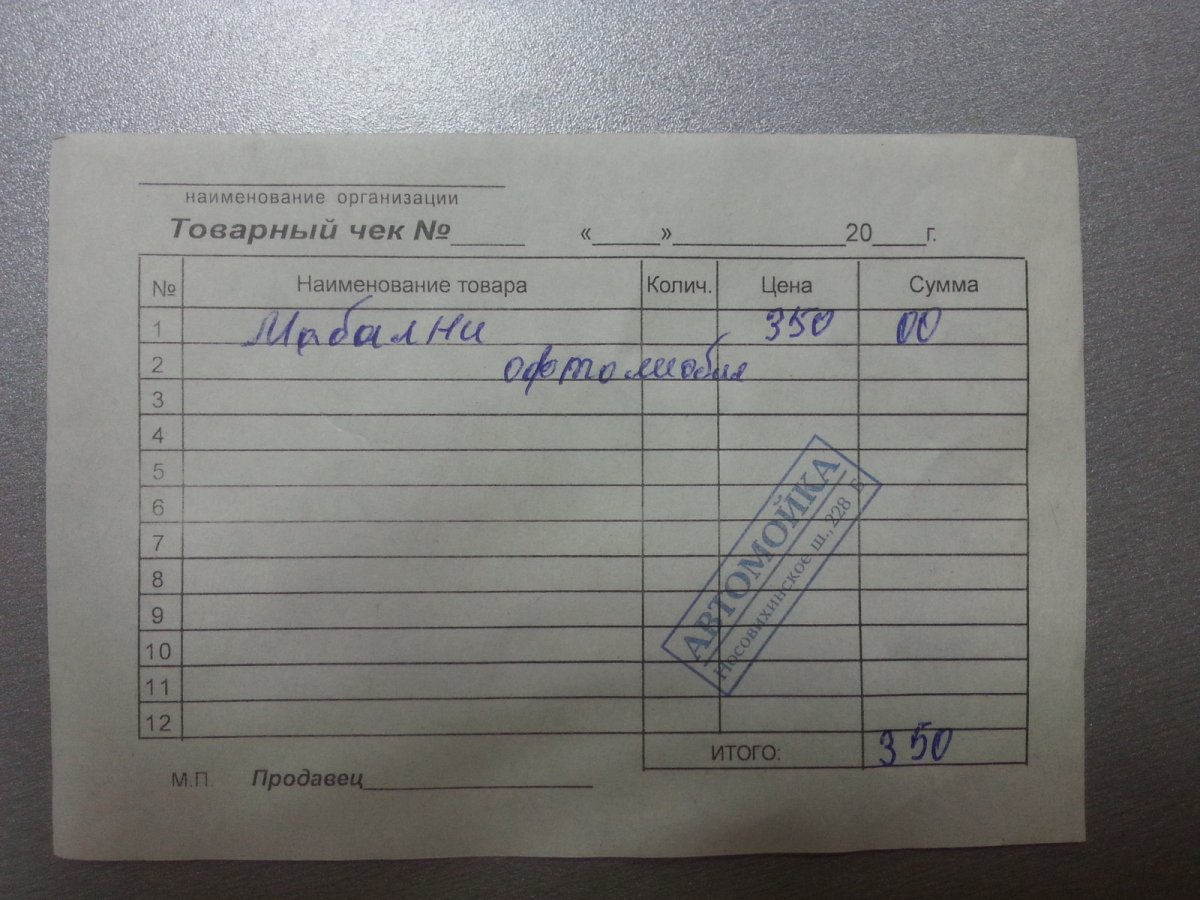 наименование организации
Товарный чек № « » 20 г.
№ Наименование товара Колич. Цена Сумма
1 Мабални 350 00
2 офтомобия
3
4
5
6
7
8
9
10
11
12
ИТОГО: 350
М.П. Продавец
АВТОМОЙКА
Носовихинское ш., 228 Б